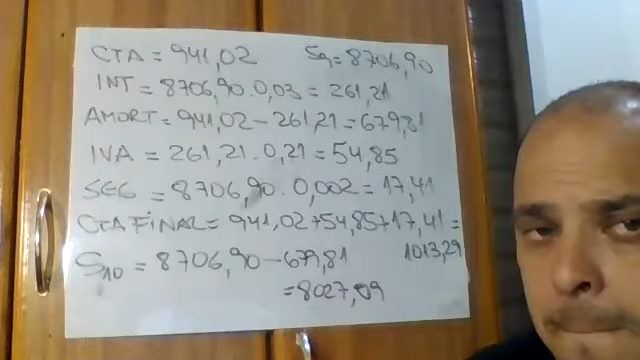 CTA = 941,02 S9= 8706,90
INT = 8706,90.0,03 = 261,21
AMORT = 941,02 - 261,21 = 679,81
IVA = 261,21.0,21 = 54,85
SEG = 8706,90.0,002 = 17,41
CTA FINAL = 941,02+54,85+17,41 =
1013,29
S10 = 8706,90 - 679,81
= 8027,09